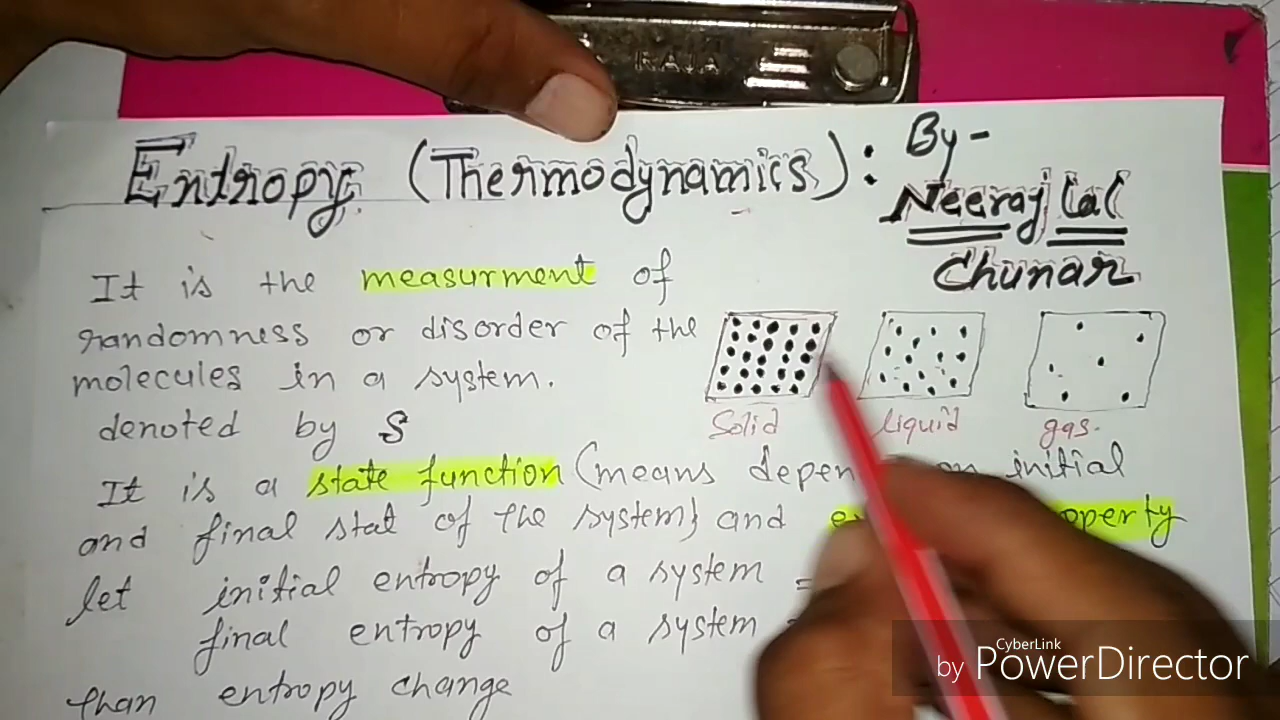 RAJA
Entropy (Thermodynamics) : By -
Neeraj Lal
Chunar
It is the measurment of
randomness or disorder of the
molecules in a system.
denoted by S
Solid liquid gas.
It is a state function (means depen on initial
and final stat of the system} and
let initial entropy of a system =
final entropy of a system
than entropy change
CyberLink
by PowerDirector